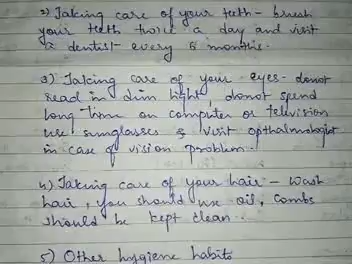 2) Taking care of your teeth - brush
your teeth twice a day and visit
a dentist every 6 months.
3) Taking care of your eyes - donot
read in dim light, donot spend
long-time on computer or television
use sunglasses & visit opthalmologist
in case of vision problem.
4) Taking care of your hair - Wash
hair, you should use oil, combs
should be kept clean.
5) Other hygiene habits